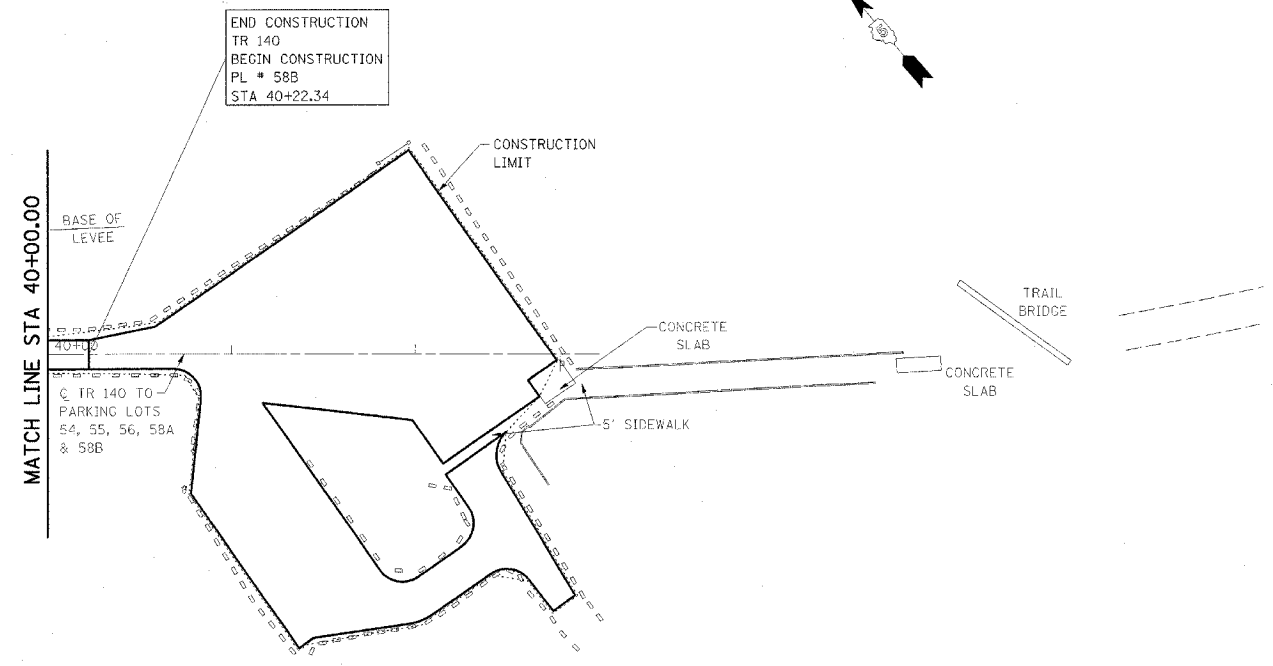 END CONSTRUCTION
TR 140
BEGIN CONSTRUCTION
PL # 58B
STA 40+22.34
CONSTRUCTION
LIMIT
MATCH LINE STA 40+00.00
BASE OF
LEVEE
40+00
℄ TR 140 TO
PARKING LOTS
54, 55, 56, 58A
& 58B
CONCRETE
SLAB
5' SIDEWALK
TRAIL
BRIDGE
CONCRETE
SLAB